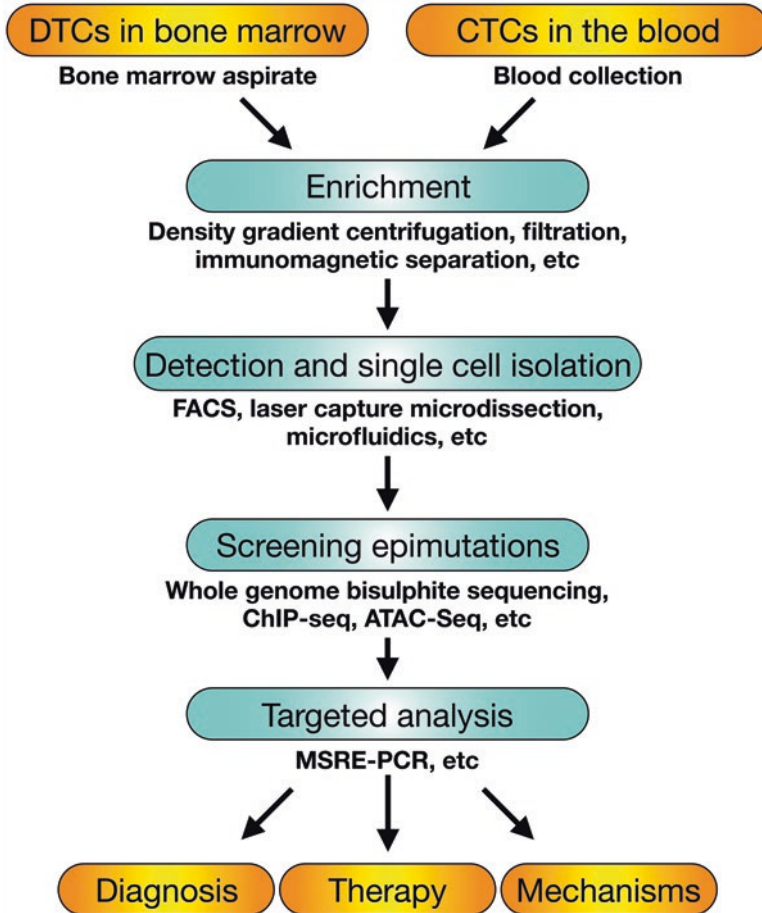 DTCs in bone marrow
CTCs in the blood
Bone marrow aspirate
Blood collection
Enrichment
Density gradient centrifugation, filtration,
immunomagnetic separation, etc
Detection and single cell isolation
FACS, laser capture microdissection,
microfluidics, etc
Screening epimutations
Whole genome bisulphite sequencing,
ChIP-seq, ATAC-Seq, etc
Targeted analysis
MSRE-PCR, etc
Diagnosis
Therapy
Mechanisms